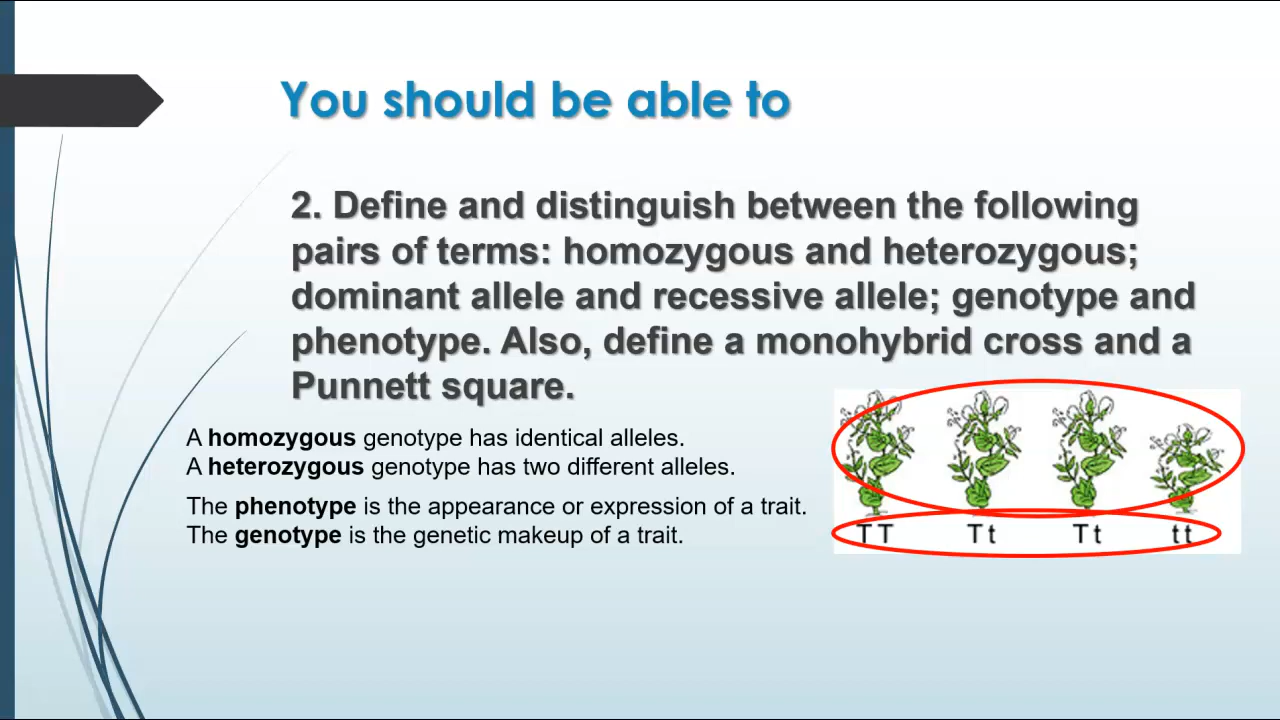 You should be able to
2. Define and distinguish between the following
pairs of terms: homozygous and heterozygous;
dominant allele and recessive allele; genotype and
phenotype. Also, define a monohybrid cross and a
Punnett square.
A homozygous genotype has identical alleles.
A heterozygous genotype has two different alleles.
The phenotype is the appearance or expression of a trait.
The genotype is the genetic makeup of a trait.
TT Tt Tt tt